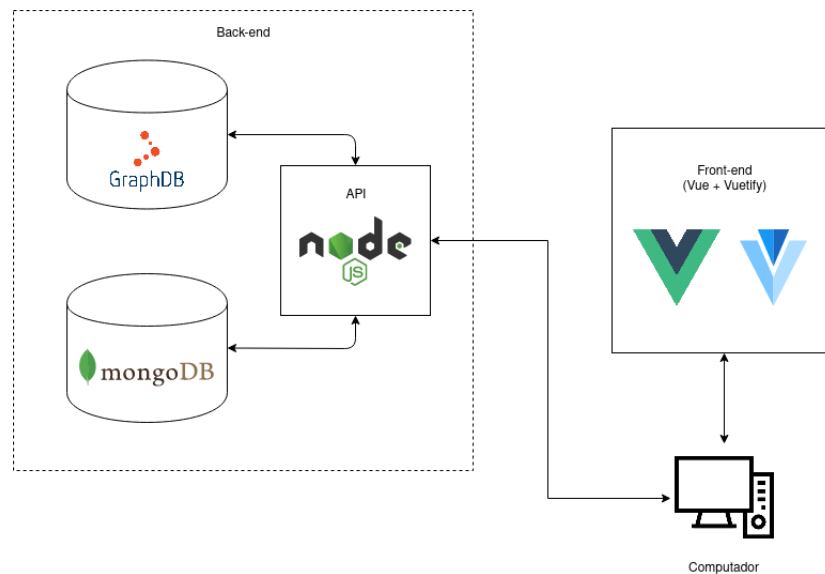 Back-end
GraphDB
API
node
JS
mongoDB
Front-end
(Vue + Vuetify)
Computador